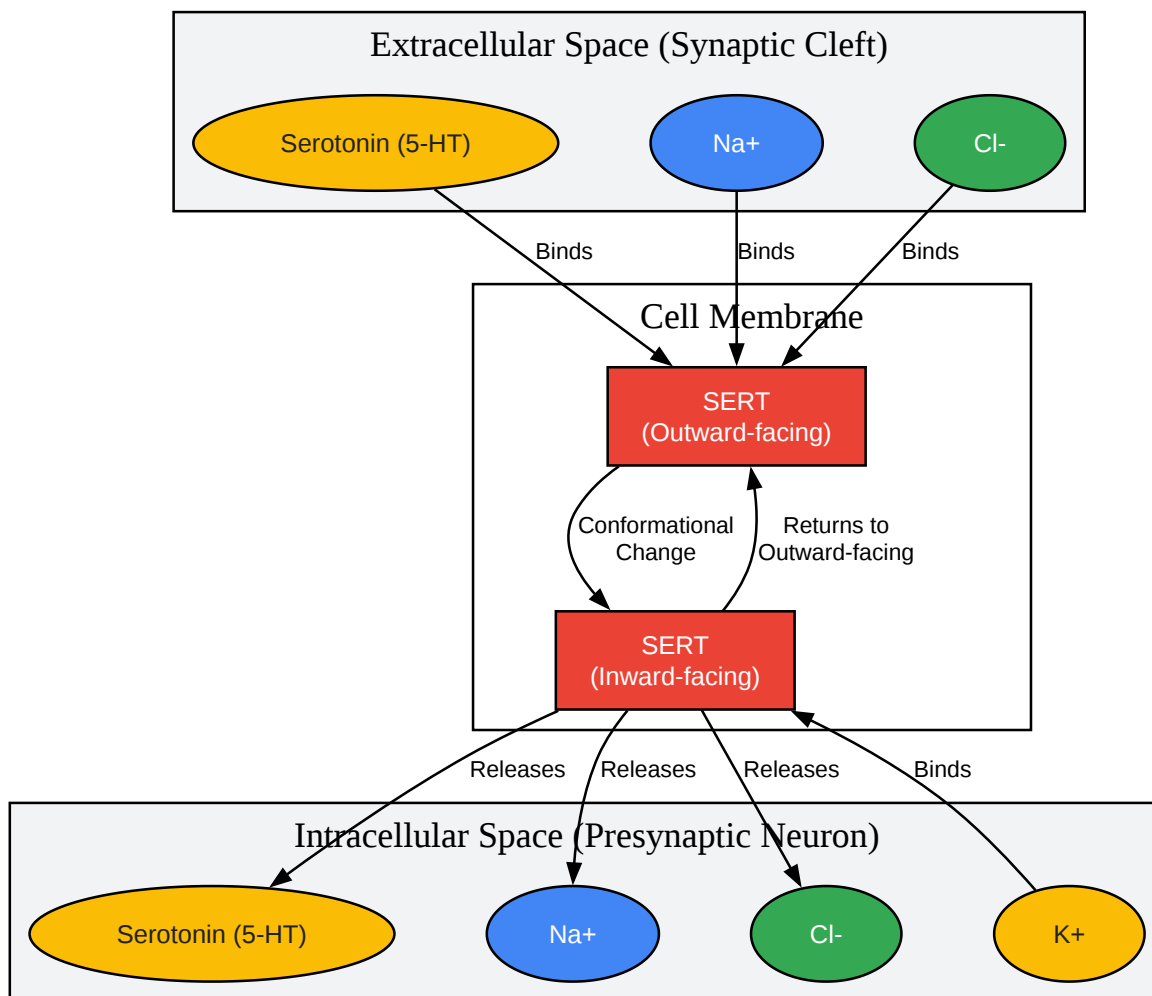 Extracellular Space (Synaptic Cleft)
Serotonin (5-HT)
Na+
Cl-
Binds
Binds
Binds
Cell Membrane
SERT
(Outward-facing)
Conformational
Change
Returns to
Outward-facing
SERT
(Inward-facing)
Releases
Releases
Releases
Binds
Intracellular Space (Presynaptic Neuron)
Serotonin (5-HT)
Na+
Cl-
K+